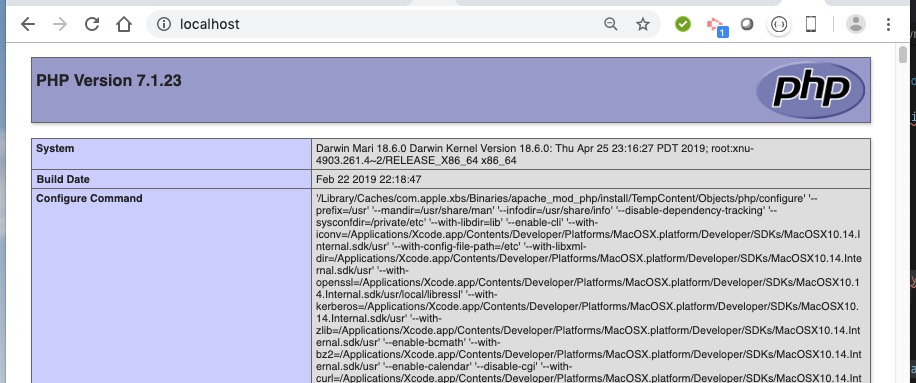 localhost
1
PHP Version 7.1.23
php
System
Darwin Mari 18.6.0 Darwin Kernel Version 18.6.0: Thu Apr 25 23:16:27 PDT 2019; root:xnu-
4903.261.4~2/RELEASE_X86_64 x86_64
Build Date
Feb 22 2019 22:18:47
Configure Command
'/Library/Caches/com.apple.xbs/Binaries/apache_mod_php/install/TempContent/Objects/php/configure' '--
prefix=/usr' '--mandir=/usr/share/man' '--infodir=/usr/share/info' '--disable-dependency-tracking' '--
sysconfdir=/private/etc' '--with-libdir=lib' '--enable-cli' '--with-
iconv=/Applications/Xcode.app/Contents/Developer/Platforms/MacOSX.platform/Developer/SDKs/MacOSX10.14.I
nternal.sdk/usr' '--with-config-file-path=/etc' '--with-libxml-
dir=/Applications/Xcode.app/Contents/Developer/Platforms/MacOSX.platform/Developer/SDKs/MacOSX10.14.Inte
rnal.sdk/usr' '--with-
openssl=/Applications/Xcode.app/Contents/Developer/Platforms/MacOSX.platform/Developer/SDKs/MacOSX10.1
4.Internal.sdk/usr/local/libressl' '--with-
kerberos=/Applications/Xcode.app/Contents/Developer/Platforms/MacOSX.platform/Developer/SDKs/MacOSX10.
14.Internal.sdk/usr' '--with-
zlib=/Applications/Xcode.app/Contents/Developer/Platforms/MacOSX.platform/Developer/SDKs/MacOSX10.14.Int
ernal.sdk/usr' '--enable-bcmath' '--with-
bz2=/Applications/Xcode.app/Contents/Developer/Platforms/MacOSX.platform/Developer/SDKs/MacOSX10.14.Int
ernal.sdk/usr' '--enable-calendar' '--disable-cgi' '--with-
curl=/Applications/Xcode.app/Contents/Developer/Platforms/MacOSX.platform/Developer/SDKs/MacOSX10.14.Int